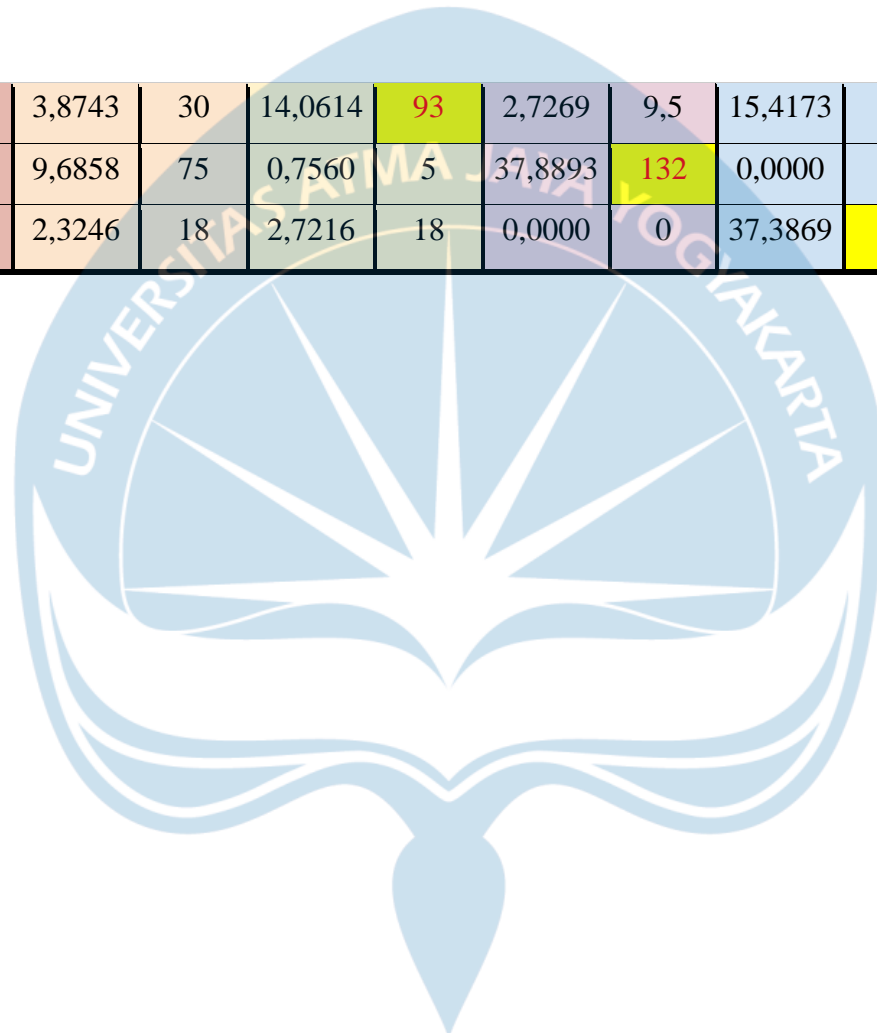 3,8743 30 14,0614 93 2,7269 9,5 15,4173
9,6858 75 0,7560 5 37,8893 132 0,0000
2,3246 18 2,7216 18 0,0000 0 37,3869
UNIVERSITAS ATMA JAYA YOGYAKARTA